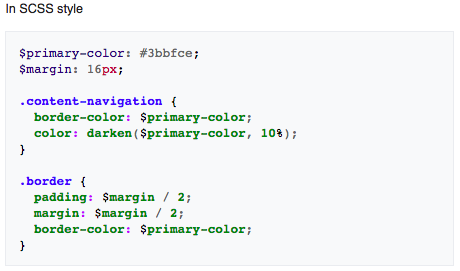 In SCSS style
$primary-color: #3bbfce;
$margin: 16px;
.content-navigation {
  border-color: $primary-color;
  color: darken($primary-color, 10%);
}
.border {
  padding: $margin / 2;
  margin: $margin / 2;
  border-color: $primary-color;
}